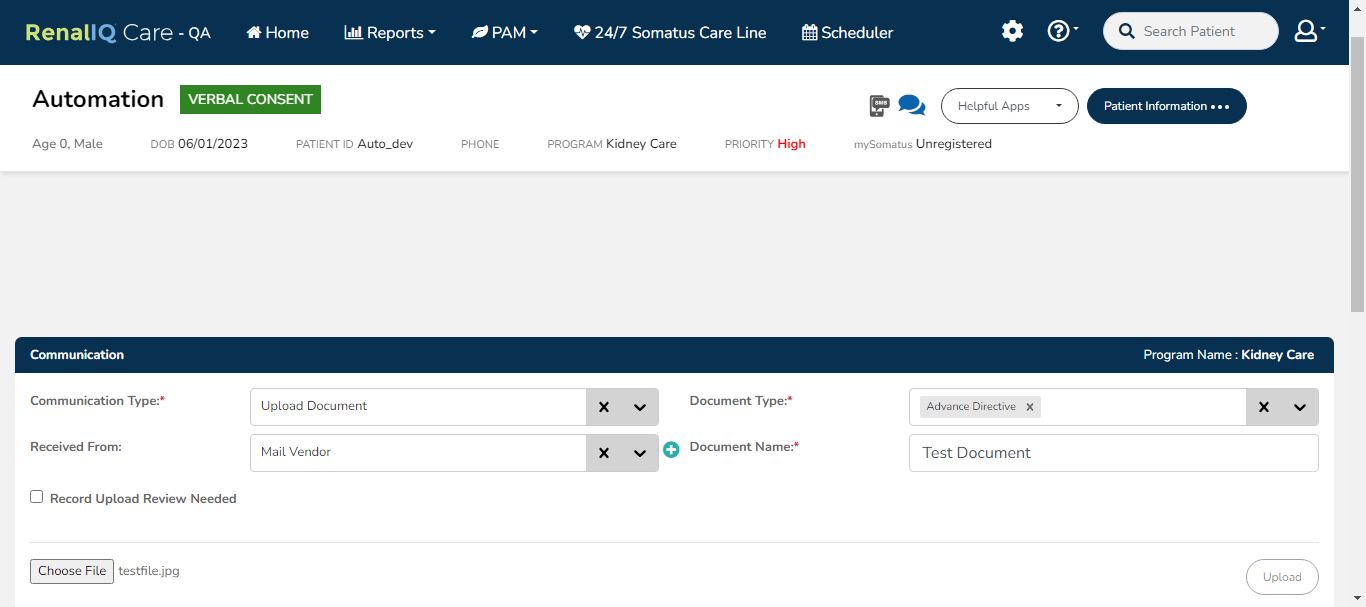 RenalIQ Care - QA Home Reports PAM 24/7 Somatus Care Line Scheduler Search Patient
Automation VERBAL CONSENT SMS Helpful Apps Patient Information
Age 0, Male DOB 06/01/2023 PATIENT ID Auto_dev PHONE PROGRAM Kidney Care PRIORITY High mySomatus Unregistered
Communication Program Name : Kidney Care
Communication Type:* Upload Document Document Type:* Advance Directive
Received From: Mail Vendor Document Name:* Test Document
Record Upload Review Needed
Choose File testfile.jpg Upload